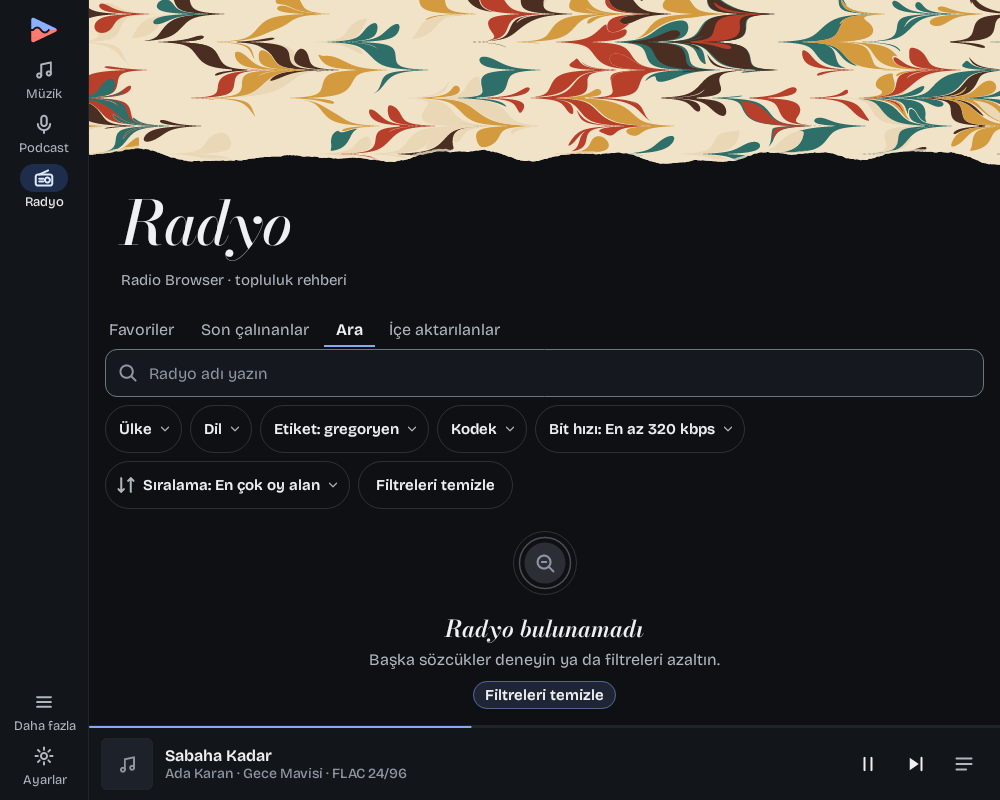 Müzik
Podcast
Radyo
Daha fazla
Ayarlar
Radyo
Radio Browser · topluluk rehberi
Favoriler
Son çalınanlar
Ara
İçe aktarılanlar
Radyo adı yazın
Ülke
Dil
Etiket: gregoryen
Kodek
Bit hızı: En az 320 kbps
Sıralama: En çok oy alan
Filtreleri temizle
Radyo bulunamadı
Başka sözcükler deneyin ya da filtreleri azaltın.
Filtreleri temizle
Sabaha Kadar
Ada Karan · Gece Mavisi · FLAC 24/96